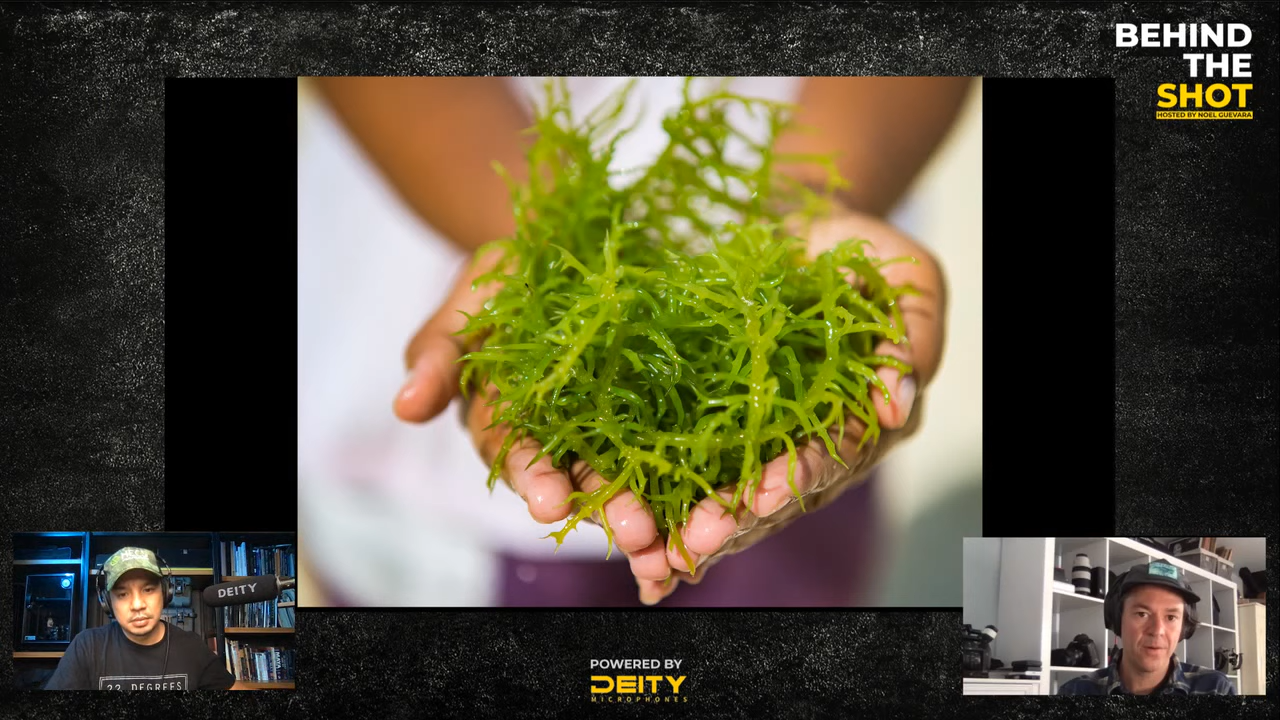 BEHIND
THE
SHOT
HOSTED BY NOEL GUEVARA
DEITY
22 DEGREES
POWERED BY
DEITY
MICROPHONES